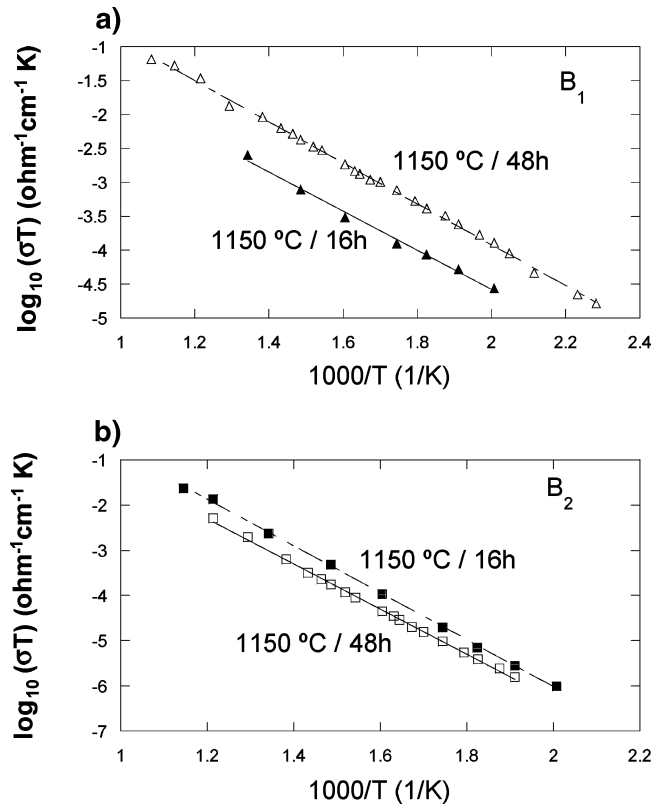 a)
-1
-1.5
-2
-2.5
-3
-3.5
-4
-4.5
-5
log10 (σT) (ohm-1cm-1 K)
B1
1150 ºC / 48h
1150 ºC / 16h
1 1.2 1.4 1.6 1.8 2 2.2 2.4
1000/T (1/K)
b)
-1
-2
-3
-4
-5
-6
-7
log10 (σT) (ohm-1cm-1 K)
B2
1150 ºC / 16h
1150 ºC / 48h
1 1.2 1.4 1.6 1.8 2 2.2
1000/T (1/K)